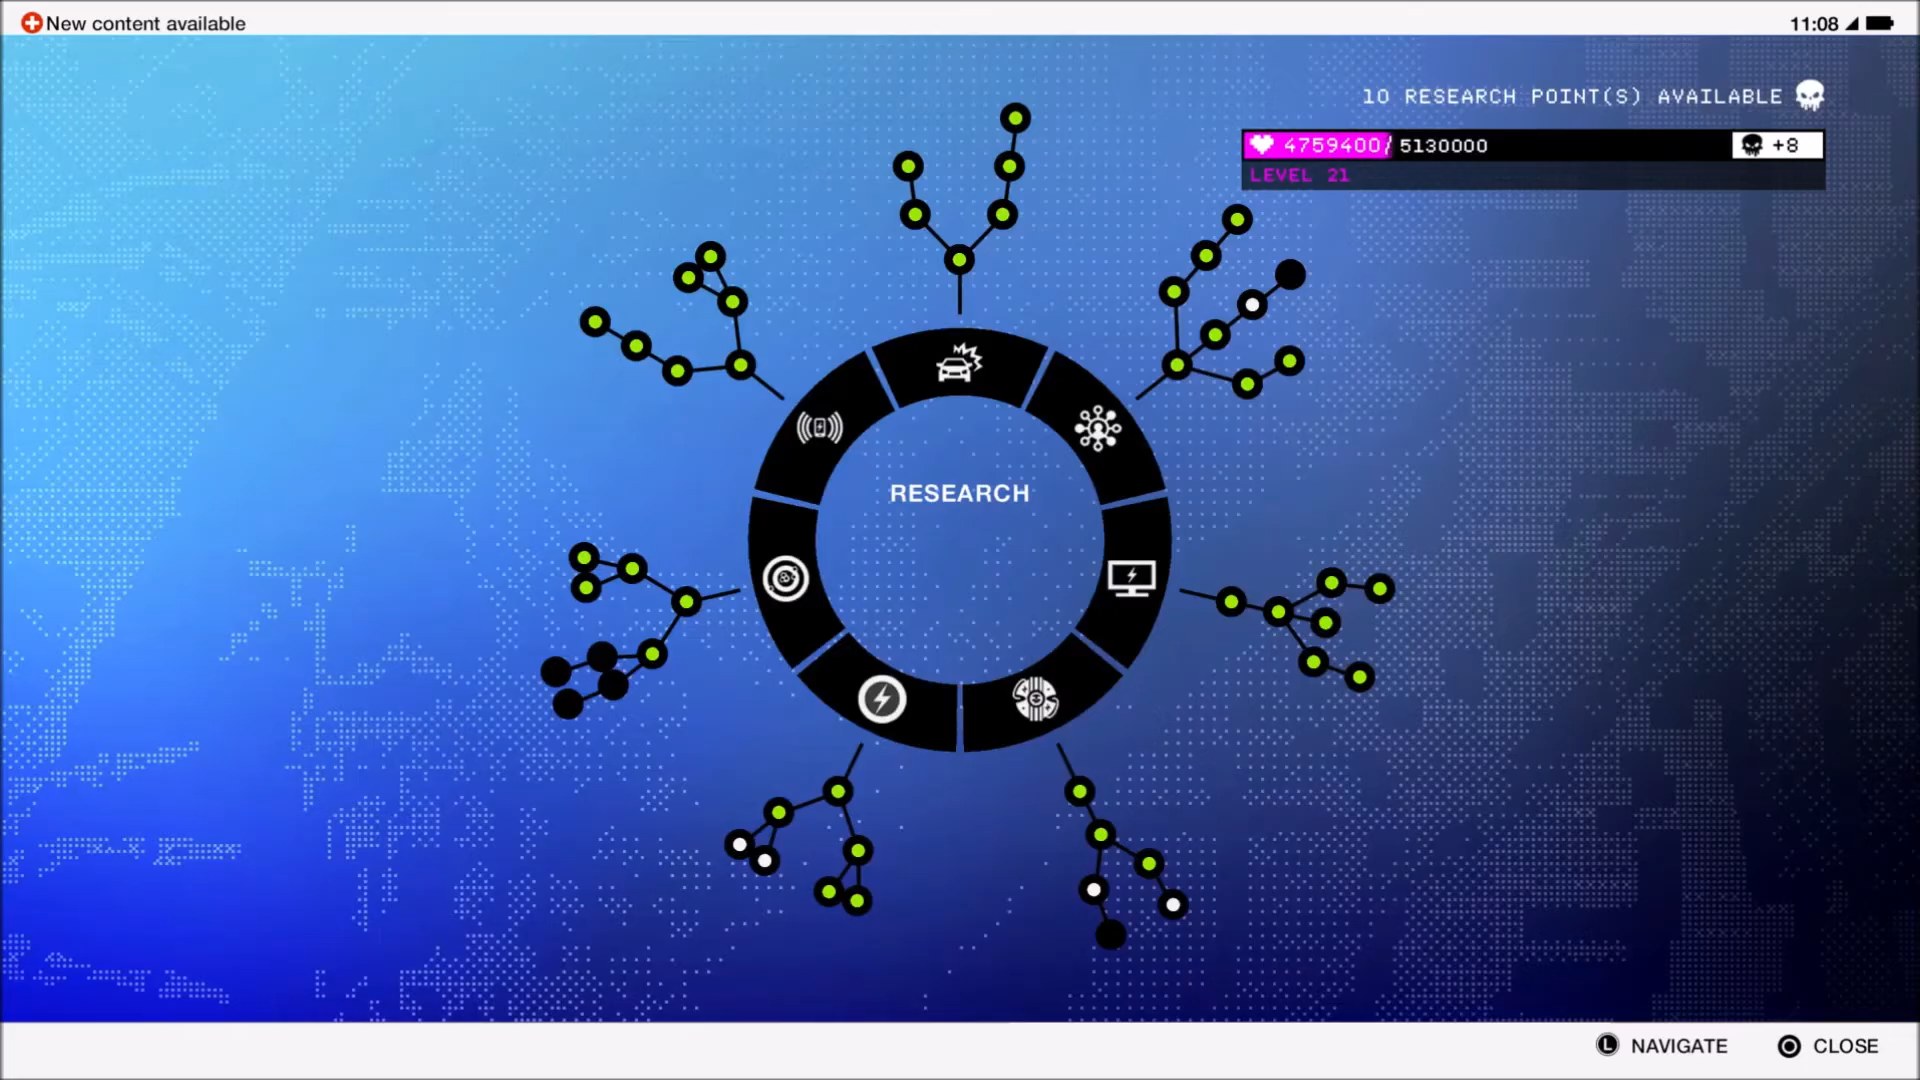 New content available
11:08
10 RESEARCH POINT(S) AVAILABLE
4759400/ 5130000
+8
LEVEL 21
RESEARCH
L NAVIGATE
CLOSE